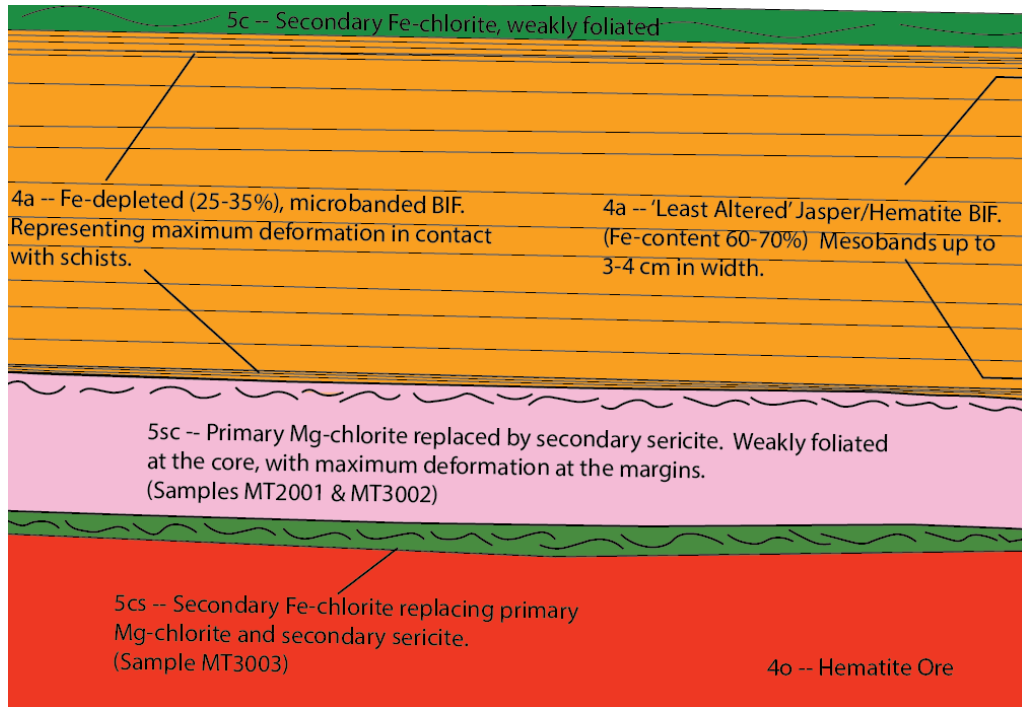 5c -- Secondary Fe-chlorite, weakly foliated
4a -- Fe-depleted (25-35%), microbanded BIF.
Representing maximum deformation in contact
with schists.
4a -- ‘Least Altered’ Jasper/Hematite BIF.
(Fe-content 60-70%) Mesobands up to
3-4 cm in width.
5sc -- Primary Mg-chlorite replaced by secondary sericite. Weakly foliated
at the core, with maximum deformation at the margins.
(Samples MT2001 & MT3002)
5cs -- Secondary Fe-chlorite replacing primary
Mg-chlorite and secondary sericite.
(Sample MT3003)
4o -- Hematite Ore